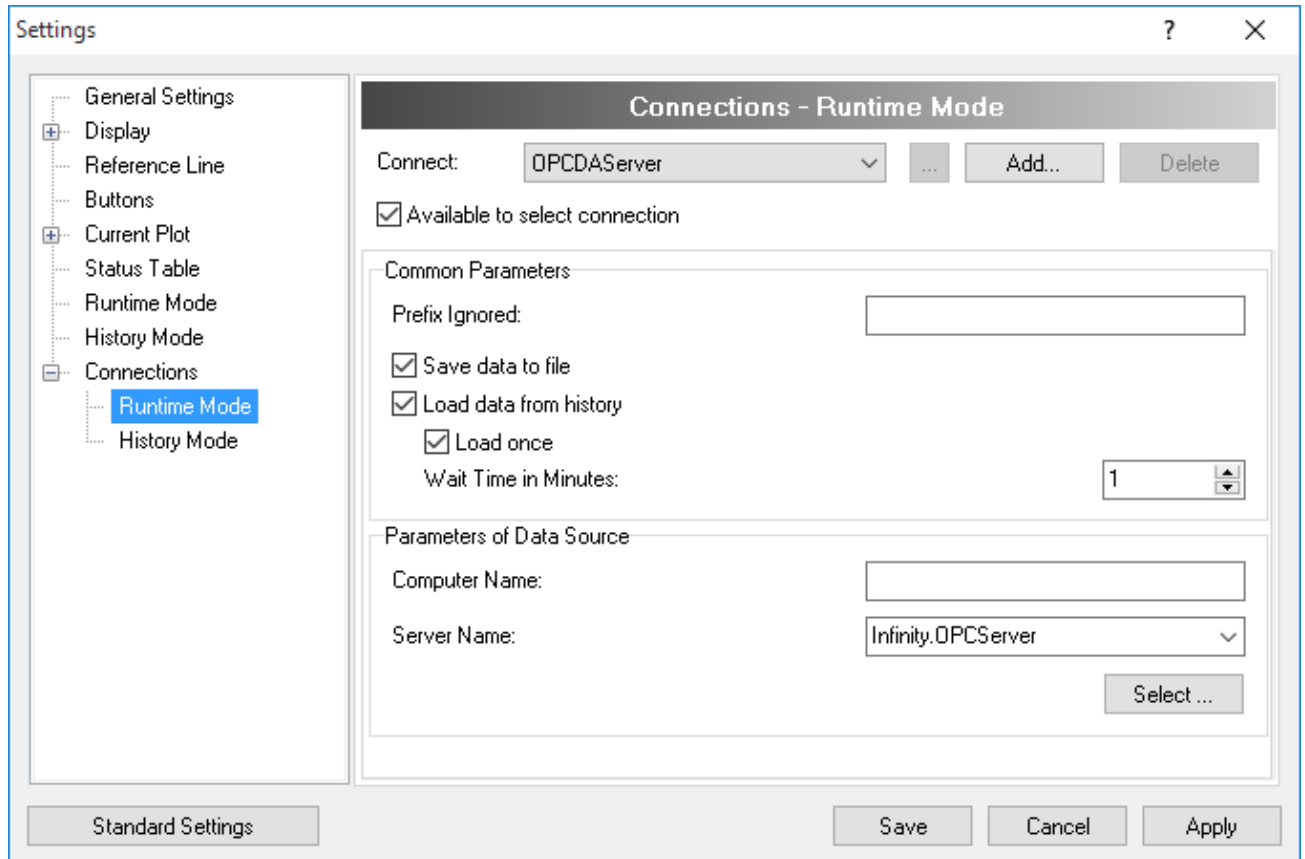 Settings
?
General Settings
Display
Reference Line
Buttons
Current Plot
Status Table
Runtime Mode
History Mode
Connections
Runtime Mode
History Mode
Connections - Runtime Mode
Connect: OPCDAServer ... Add... Delete
Available to select connection
Common Parameters
Prefix Ignored:
Save data to file
Load data from history
Load once
Wait Time in Minutes: 1
Parameters of Data Source
Computer Name:
Server Name: Infinity.OPCServer
Select ...
Standard Settings Save Cancel Apply